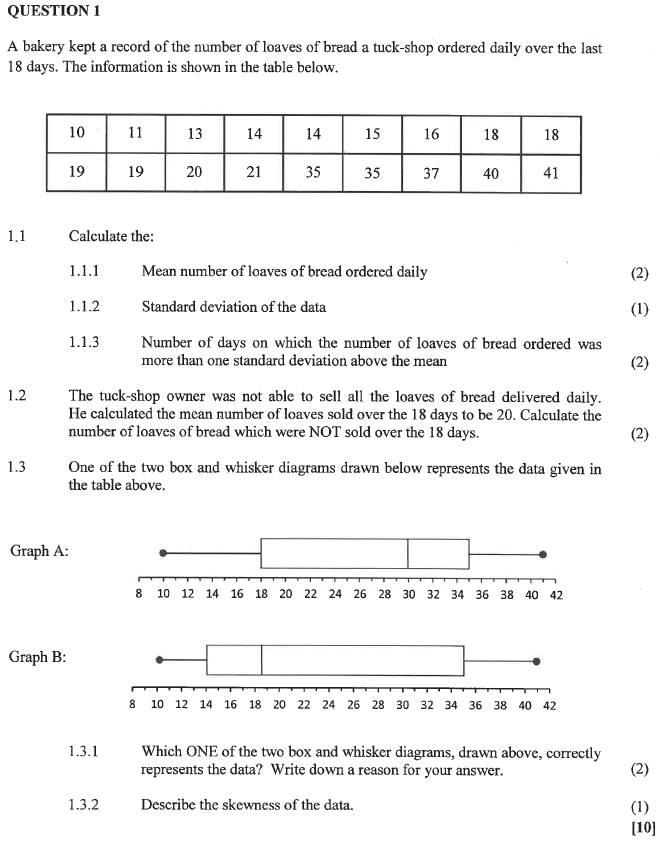 QUESTION 1
A bakery kept a record of the number of loaves of bread a tuck-shop ordered daily over the last
18 days. The information is shown in the table below.
10 11 13 14 14 15 16 18 18
19 19 20 21 35 35 37 40 41
1.1 Calculate the:
1.1.1 Mean number of loaves of bread ordered daily (2)
1.1.2 Standard deviation of the data (1)
1.1.3 Number of days on which the number of loaves of bread ordered was
more than one standard deviation above the mean (2)
1.2 The tuck-shop owner was not able to sell all the loaves of bread delivered daily.
He calculated the mean number of loaves sold over the 18 days to be 20. Calculate the
number of loaves of bread which were NOT sold over the 18 days. (2)
1.3 One of the two box and whisker diagrams drawn below represents the data given in
the table above.
Graph A:
8 10 12 14 16 18 20 22 24 26 28 30 32 34 36 38 40 42
Graph B:
8 10 12 14 16 18 20 22 24 26 28 30 32 34 36 38 40 42
1.3.1 Which ONE of the two box and whisker diagrams, drawn above, correctly
represents the data? Write down a reason for your answer. (2)
1.3.2 Describe the skewness of the data. (1)
[10]